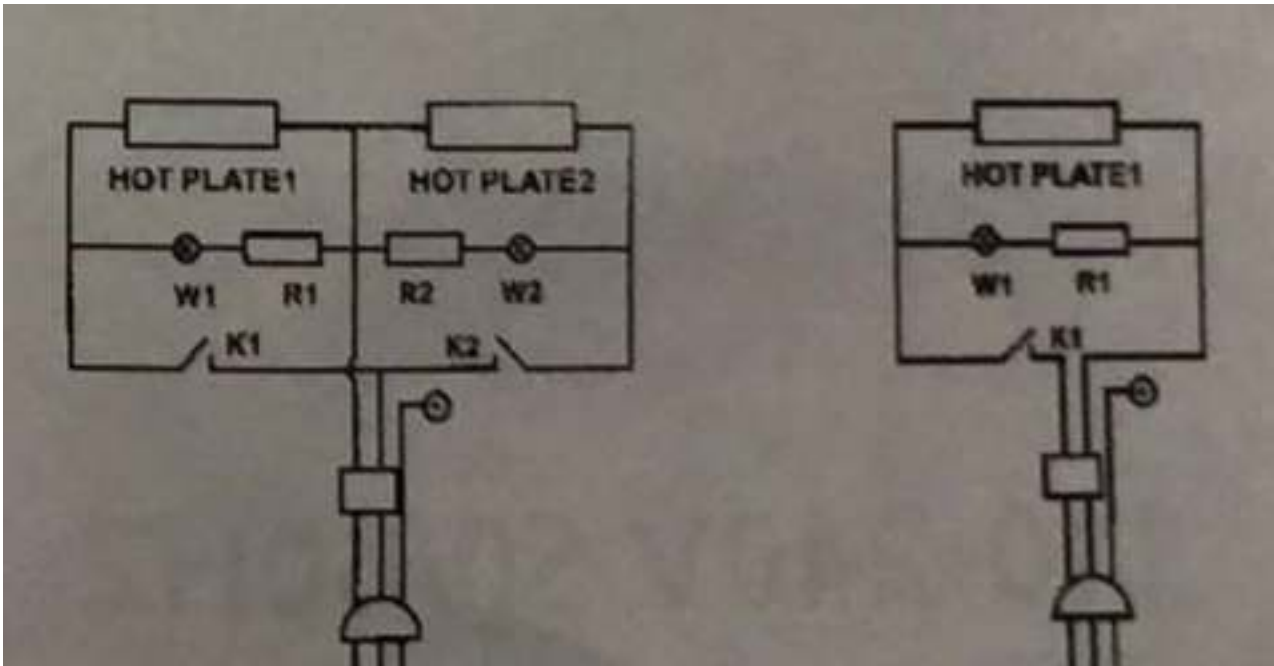 HOT PLATE1 HOT PLATE2 HOT PLATE1
W1 R1 R2 W2 W1 R1
K1 K2 K1